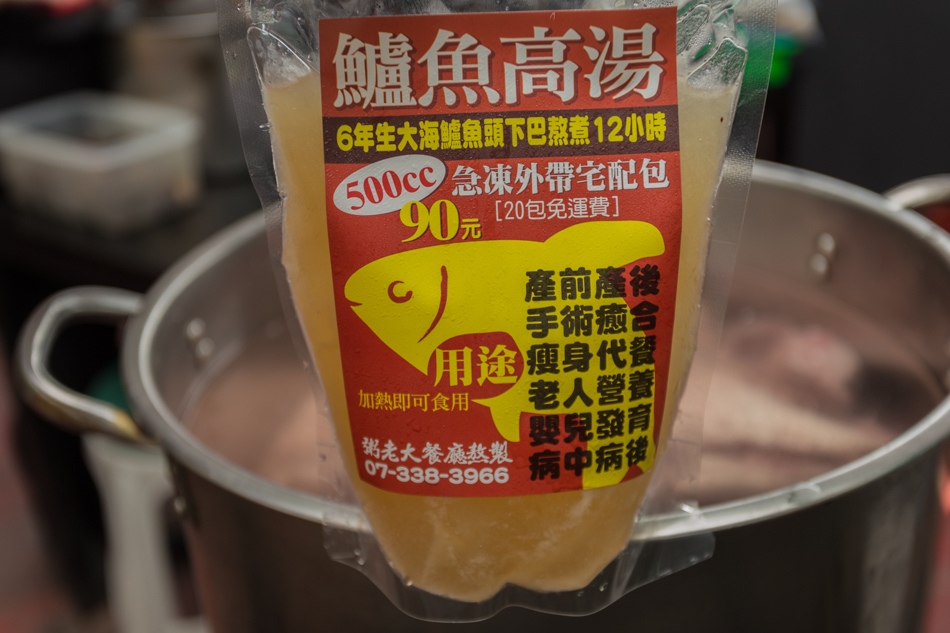 鱸魚高湯
6年生大海鱸魚頭下巴熬煮12小時
500cc
急凍外帶宅配包
90元
[20包免運費]
用途
加熱即可食用
產前產後
手術癒合
瘦身代餐
老人營養
嬰兒發育
病中病後
粥老大餐廳熬製
07-338-3966